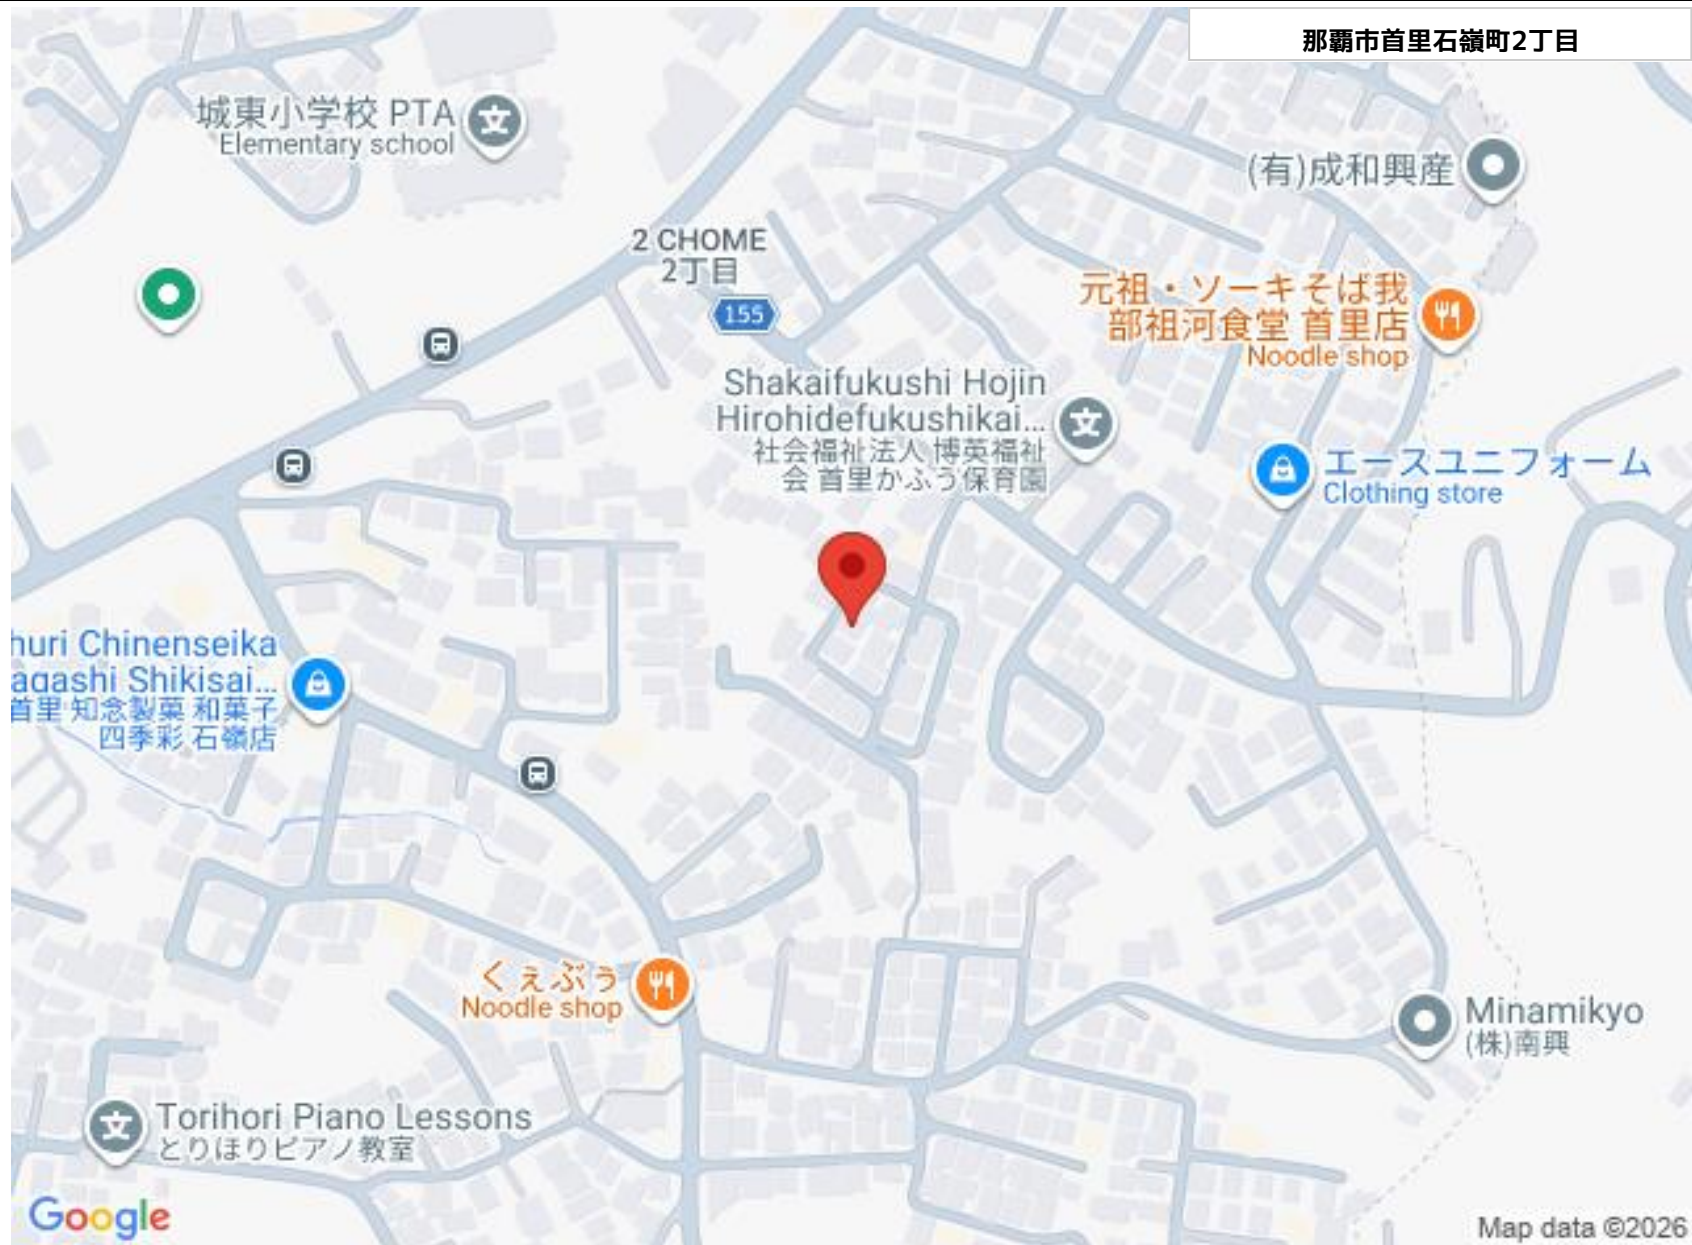 那覇市首里石嶺町2丁目
城東小学校 PTA
Elementary school
(有)成和興産
2 CHOME
2丁目
155
元祖・ソーキそば我
部祖河食堂 首里店
Noodle shop
Shakaifukushi Hojin
Hirohidefukushikai...
社会福祉法人 博英福祉
会 首里かふう保育園
エースユニフォーム
Clothing store
huri Chinenseika
agashi Shikisai...
首里 知念製菓 和菓子
四季彩 石嶺店
くぇぶぅ
Noodle shop
Minamikyo
(株)南興
Torihori Piano Lessons
とりほりピアノ教室
Google
Map data ©2026